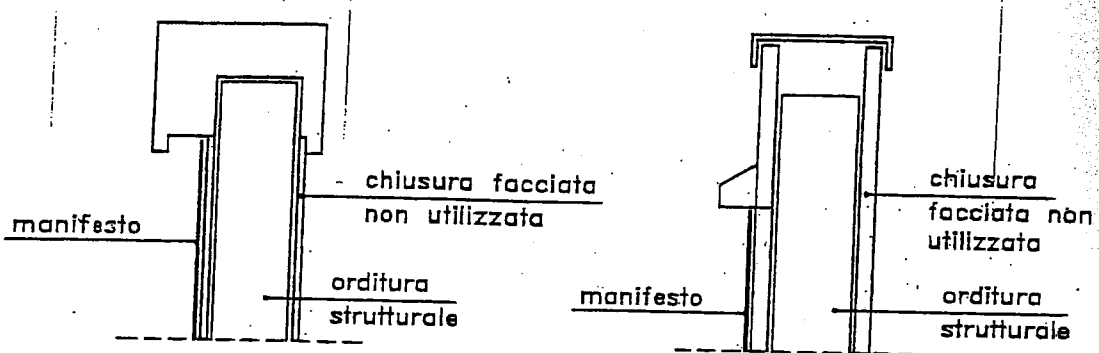 chiusura facciata
non utilizzata
manifesto
orditura
strutturale
chiusura
facciata non
utilizzata
manifesto
orditura
strutturale